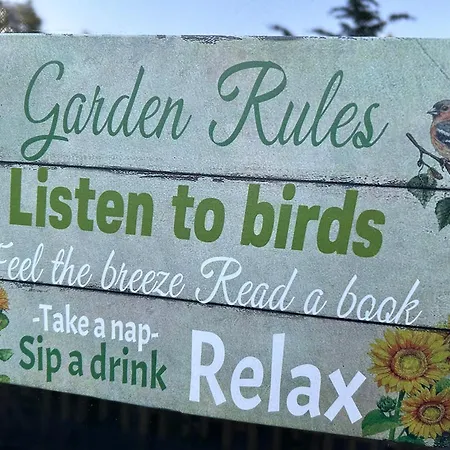 Garden Rules
Listen to birds
Feel the breeze Read a book
-Take a nap-
Sip a drink
Relax